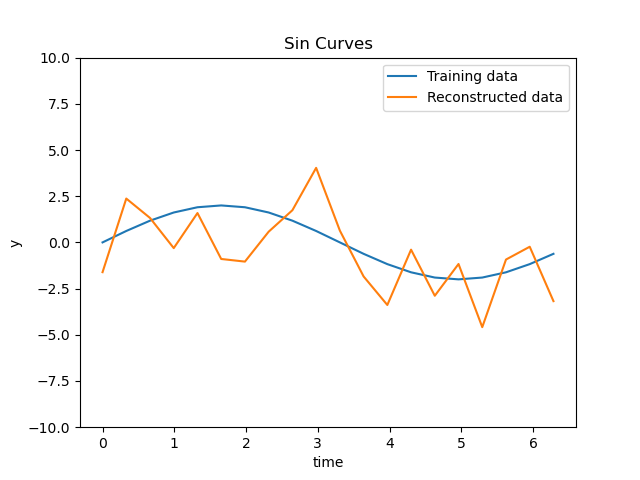 Sin Curves
Training data
Reconstructed data
10.0
7.5
5.0
2.5
0.0
−2.5
−5.0
−7.5
−10.0
y
0 1 2 3 4 5 6
time